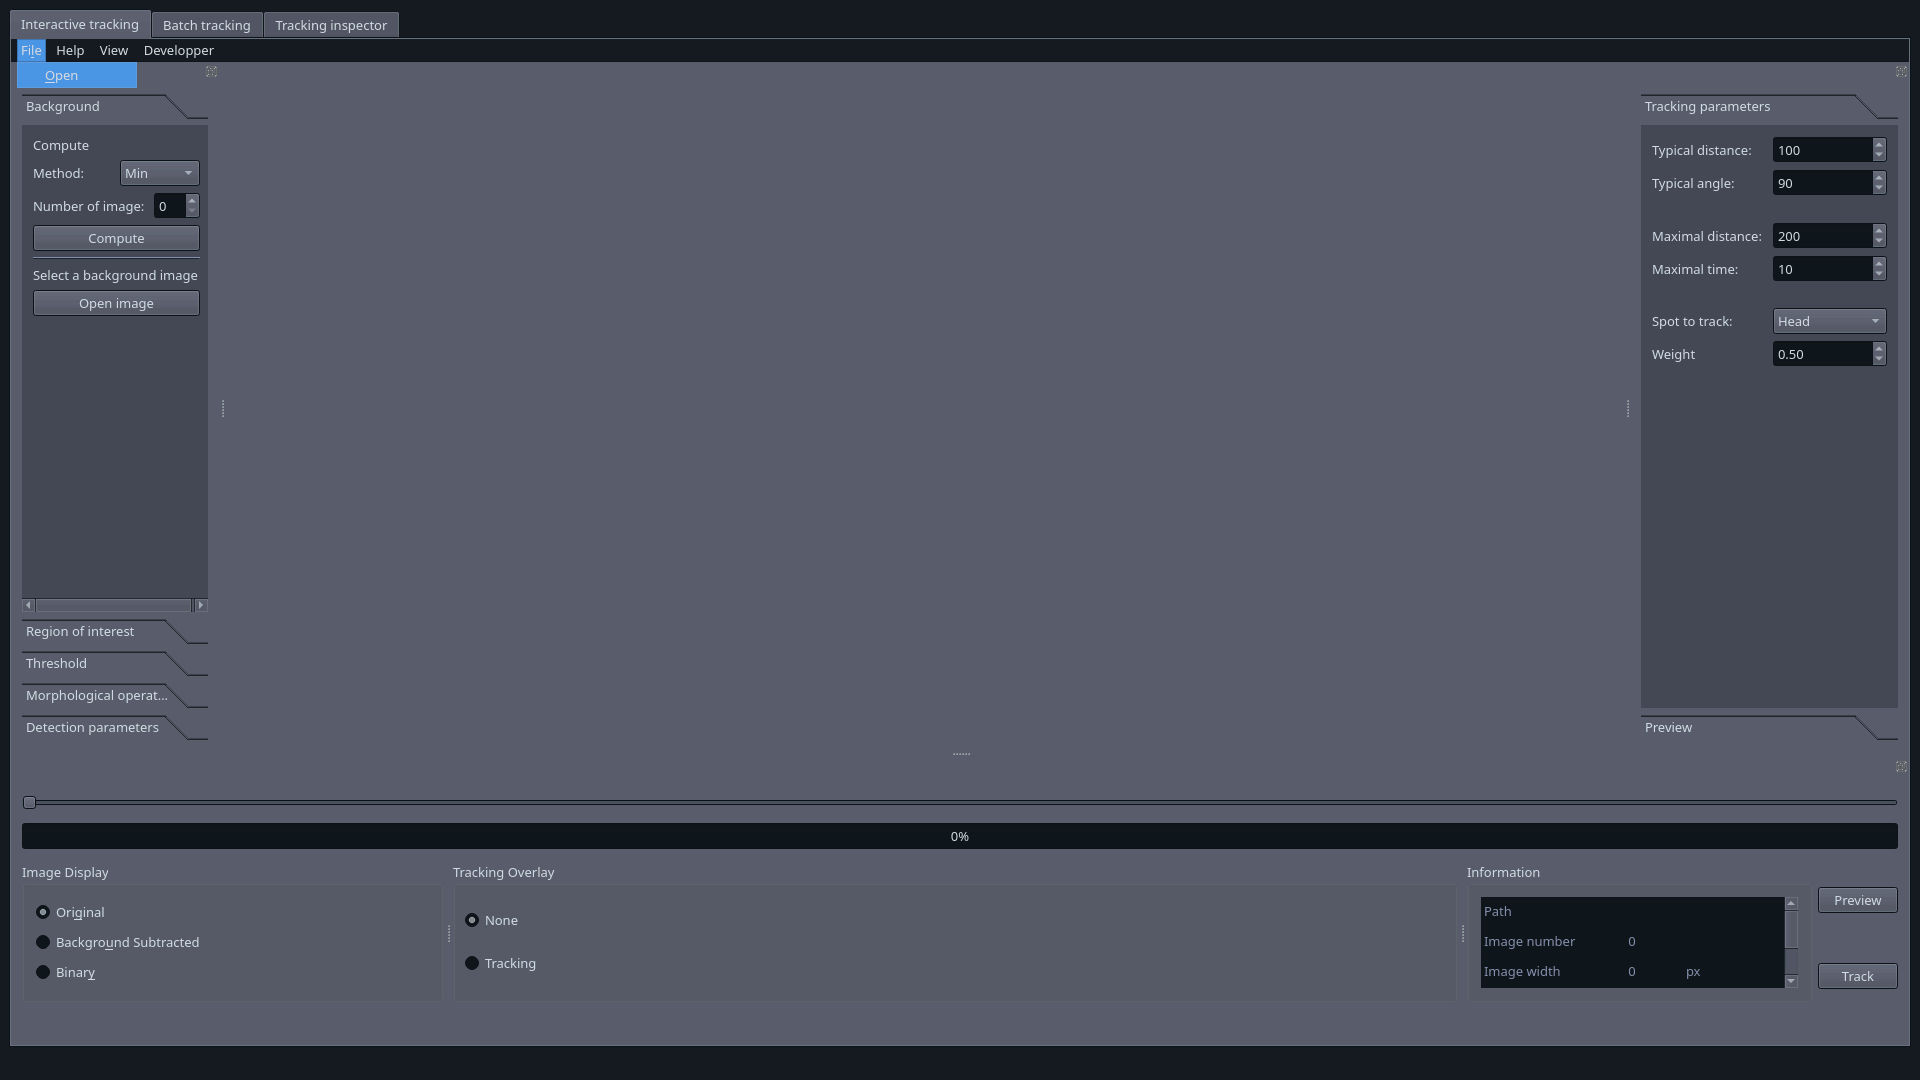 Interactive tracking Batch tracking Tracking inspector
File Help View Developper
Open
Background
Compute
Method: Min
Number of image: 0
Compute
Select a background image
Open image
Region of interest
Threshold
Morphological operat...
Detection parameters
Tracking parameters
Typical distance: 100
Typical angle: 90
Maximal distance: 200
Maximal time: 10
Spot to track: Head
Weight 0.50
Preview
0%
Image Display
Original
Background Subtracted
Binary
Tracking Overlay
None
Tracking
Information
Path
Image number 0
Image width 0 px
Preview
Track